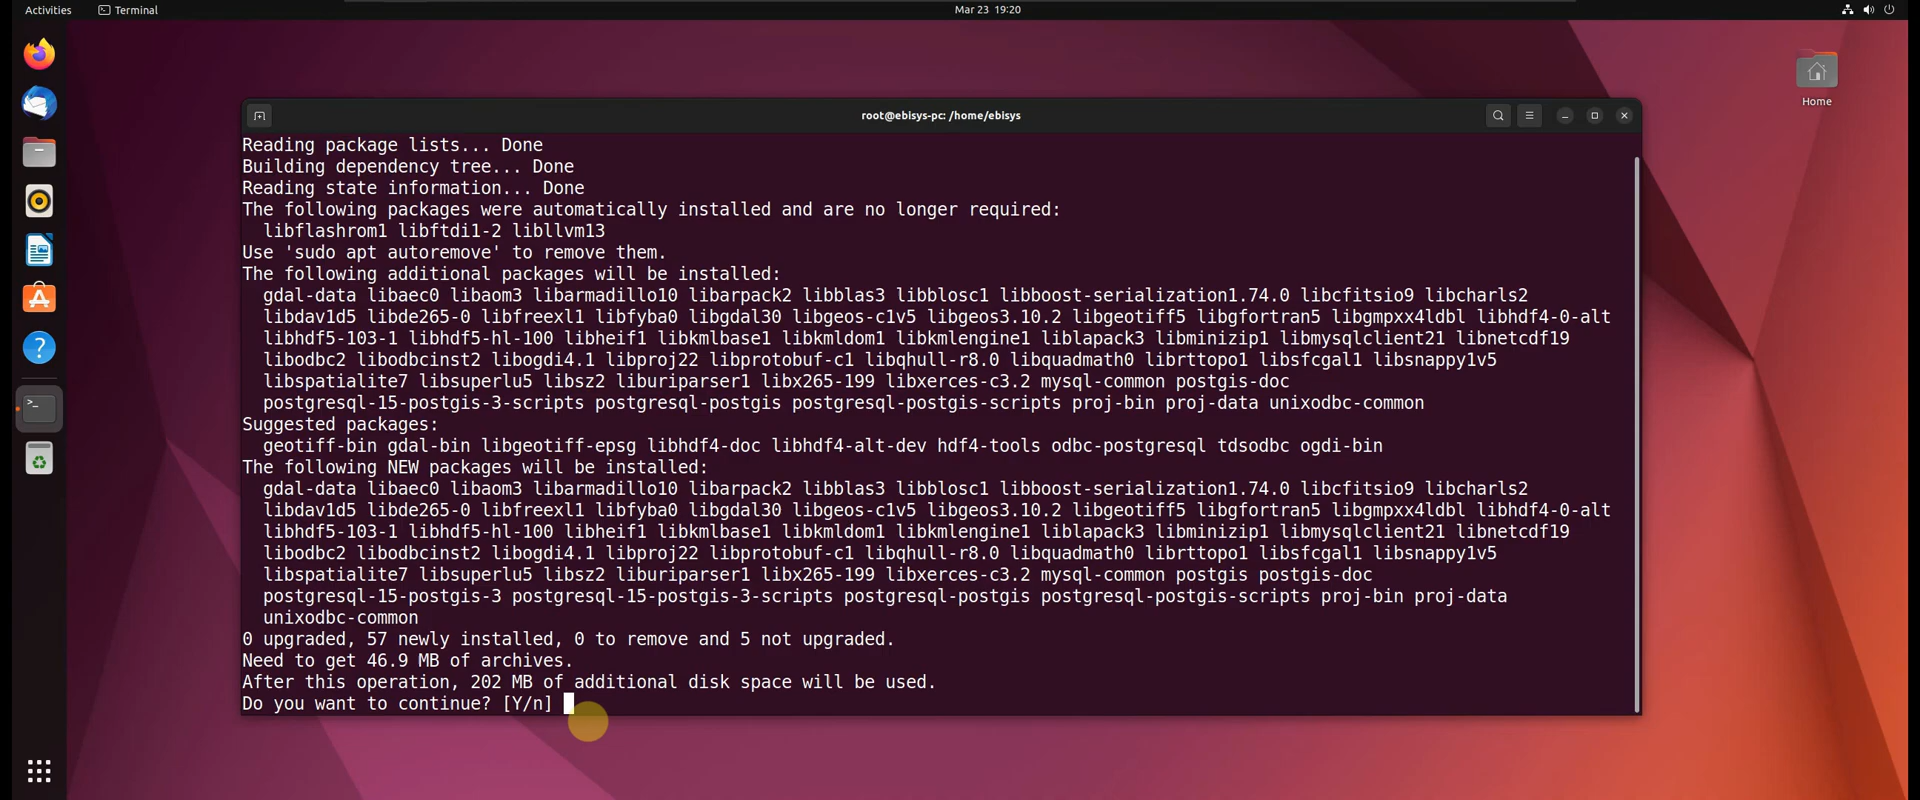 Activities
Terminal
Mar 23 19:20
Home
root@ebisys-pc: /home/ebisys
Reading package lists... Done
Building dependency tree... Done
Reading state information... Done
The following packages were automatically installed and are no longer required:
libflashrom1 libftdi1-2 libllvm13
Use 'sudo apt autoremove' to remove them.
The following additional packages will be installed:
gdal-data libaec0 libaom3 libarmadillo10 libarpack2 libblas3 libblosc1 libboost-serialization1.74.0 libcfitsio9 libcharls2
libdav1d5 libde265-0 libfreexl1 libfyba0 libgdal30 libgeos-c1v5 libgeos3.10.2 libgeotiff5 libgfortran5 libgmpxx4ldbl libhdf4-0-alt
libhdf5-103-1 libhdf5-hl-100 libheif1 libkmlbase1 libkmldom1 libkmlengine1 liblapack3 libminizip1 libmysqlclient21 libnetcdf19
libodbc2 libodbcinst2 libogdi4.1 libproj22 libprotobuf-c1 libqhull-r8.0 libquadmath0 librttopo1 libsfcgal1 libsnappy1v5
libspatialite7 libsuperlu5 libsz2 liburiparser1 libx265-199 libxerces-c3.2 mysql-common postgis-doc
postgresql-15-postgis-3-scripts postgresql-postgis postgresql-postgis-scripts proj-bin proj-data unixodbc-common
Suggested packages:
geotiff-bin gdal-bin libgeotiff-epsg libhdf4-doc libhdf4-alt-dev hdf4-tools odbc-postgresql tdsodbc ogdi-bin
The following NEW packages will be installed:
gdal-data libaec0 libaom3 libarmadillo10 libarpack2 libblas3 libblosc1 libboost-serialization1.74.0 libcfitsio9 libcharls2
libdav1d5 libde265-0 libfreexl1 libfyba0 libgdal30 libgeos-c1v5 libgeos3.10.2 libgeotiff5 libgfortran5 libgmpxx4ldbl libhdf4-0-alt
libhdf5-103-1 libhdf5-hl-100 libheif1 libkmlbase1 libkmldom1 libkmlengine1 liblapack3 libminizip1 libmysqlclient21 libnetcdf19
libodbc2 libodbcinst2 libogdi4.1 libproj22 libprotobuf-c1 libqhull-r8.0 libquadmath0 librttopo1 libsfcgal1 libsnappy1v5
libspatialite7 libsuperlu5 libsz2 liburiparser1 libx265-199 libxerces-c3.2 mysql-common postgis postgis-doc
postgresql-15-postgis-3 postgresql-15-postgis-3-scripts postgresql-postgis postgresql-postgis-scripts proj-bin proj-data
unixodbc-common
0 upgraded, 57 newly installed, 0 to remove and 5 not upgraded.
Need to get 46.9 MB of archives.
After this operation, 202 MB of additional disk space will be used.
Do you want to continue? [Y/n]